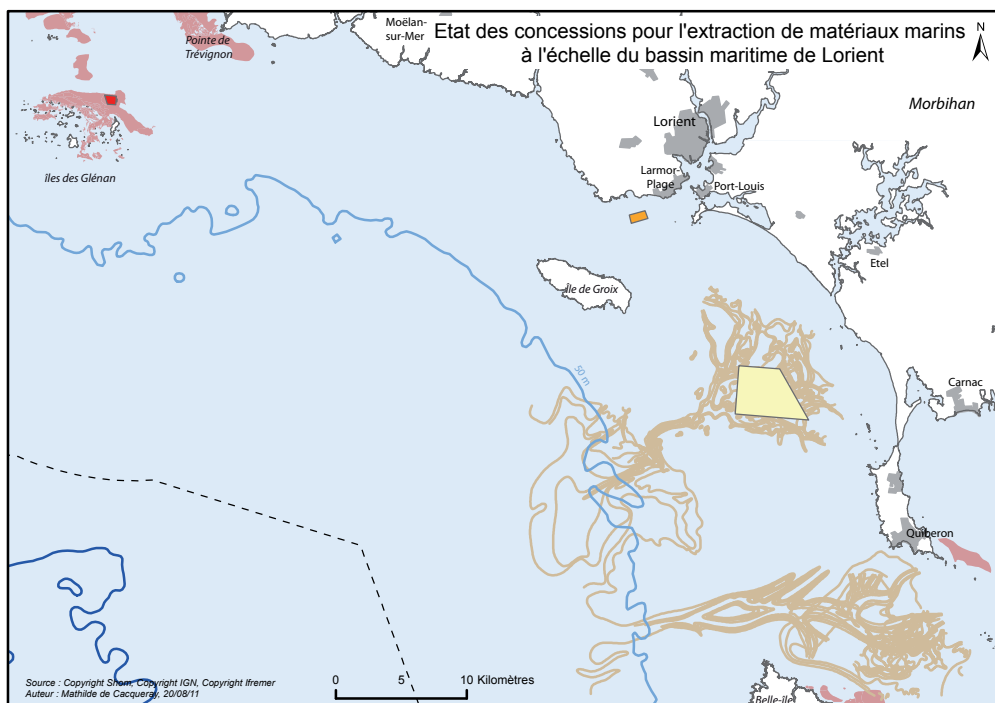 Etat des concessions pour l'extraction de matériaux marins
à l'échelle du bassin maritime de Lorient
N
Moëlan-
sur-Mer
Pointe de
Trévignon
Morbihan
Lorient
Larmor-
Plage
Port-Louis
îles des Glénan
Etel
Île de Groix
50 m
Carnac
Quiberon
Belle-île
Source : Copyright Shom, Copyright IGN, Copyright Ifremer
Auteur : Mathilde de Cacqueray, 20/08/11
0 5 10 Kilomètres